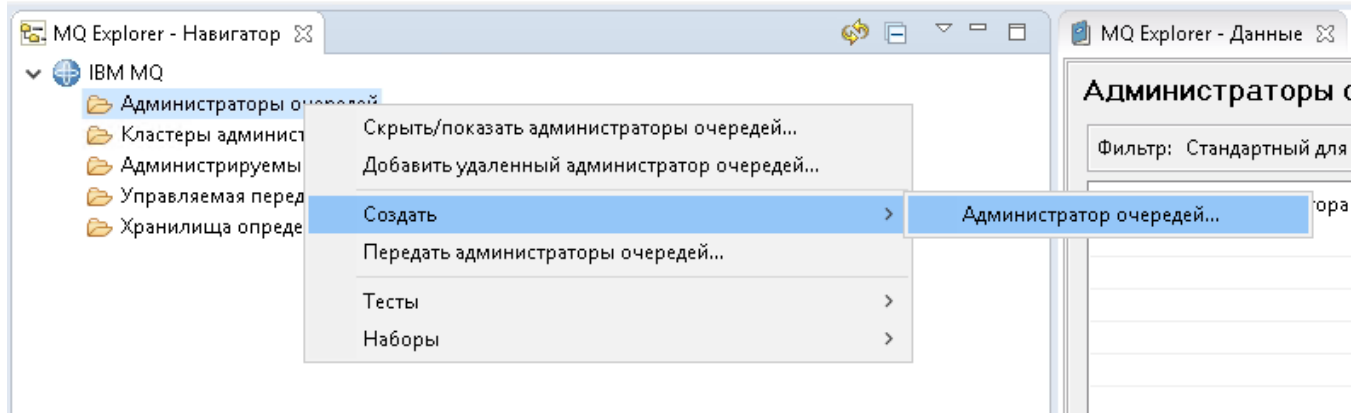 MQ Explorer - Навигатор
IBM MQ
Администраторы очередей
Кластеры админист
Администрируемы
Управляемая перед
Хранилища опреде
Скрыть/показать администраторы очередей...
Добавить удаленный администратор очередей...
Создать
Передать администраторы очередей...
Тесты
Наборы
Администратор очередей...
MQ Explorer - Данные
Администраторы
Фильтр: Стандартный для
тора